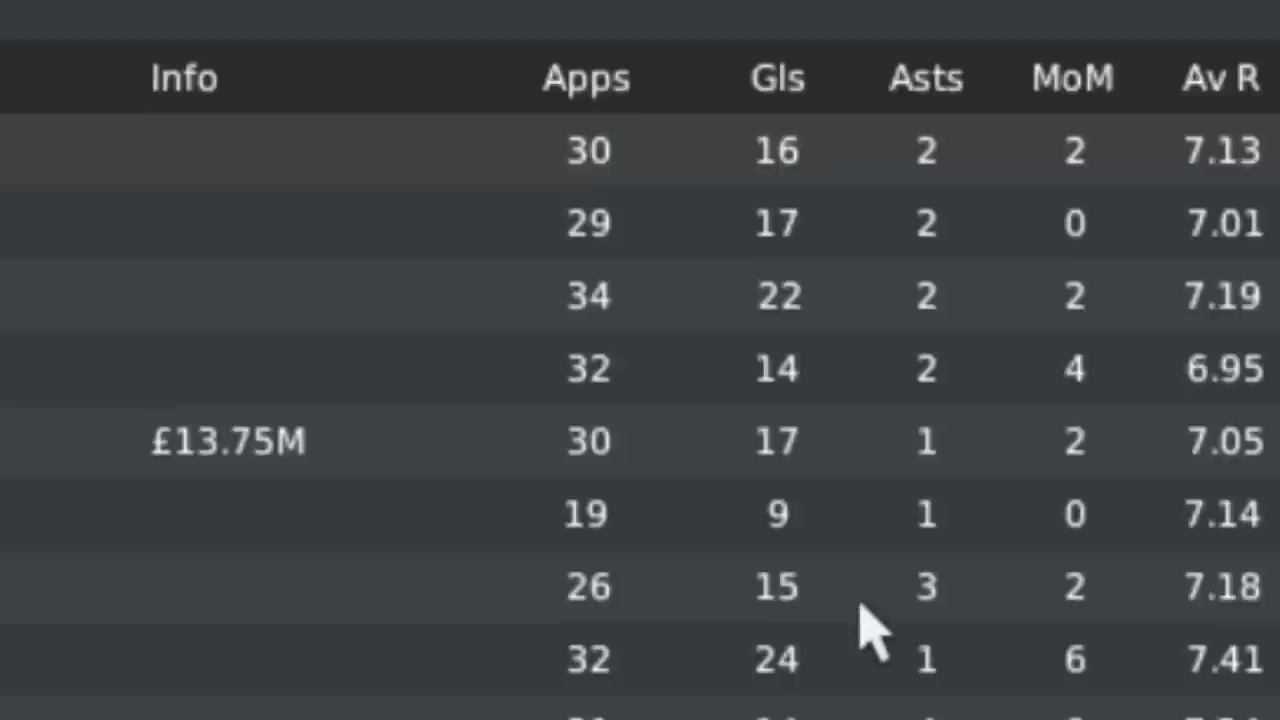 Info Apps Gls Asts MoM Av R
30 16 2 2 7.13
29 17 2 0 7.01
34 22 2 2 7.19
32 14 2 4 6.95
£13.75M 30 17 1 2 7.05
19 9 1 0 7.14
26 15 3 2 7.18
32 24 1 6 7.41